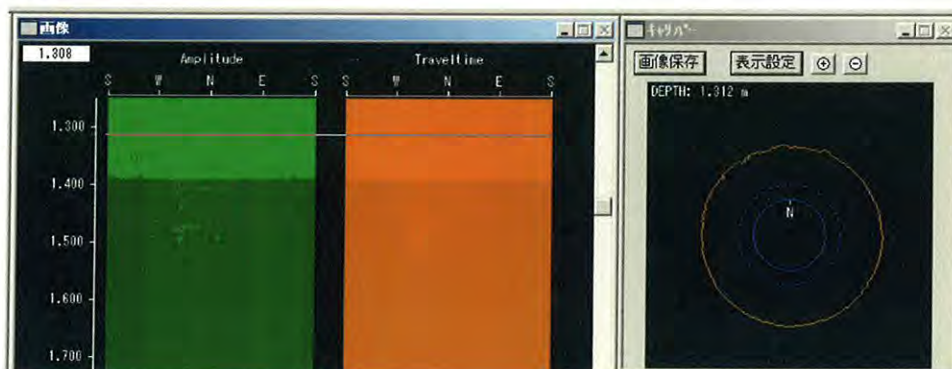 画像
1.308
Amplitude
Traveltime
S W N E S
S W N E S
1.300
1.400
1.500
1.600
1.700
ｷｬﾘﾊﾟｰ
画像保存
表示設定
DEPTH: 1.312 m
N